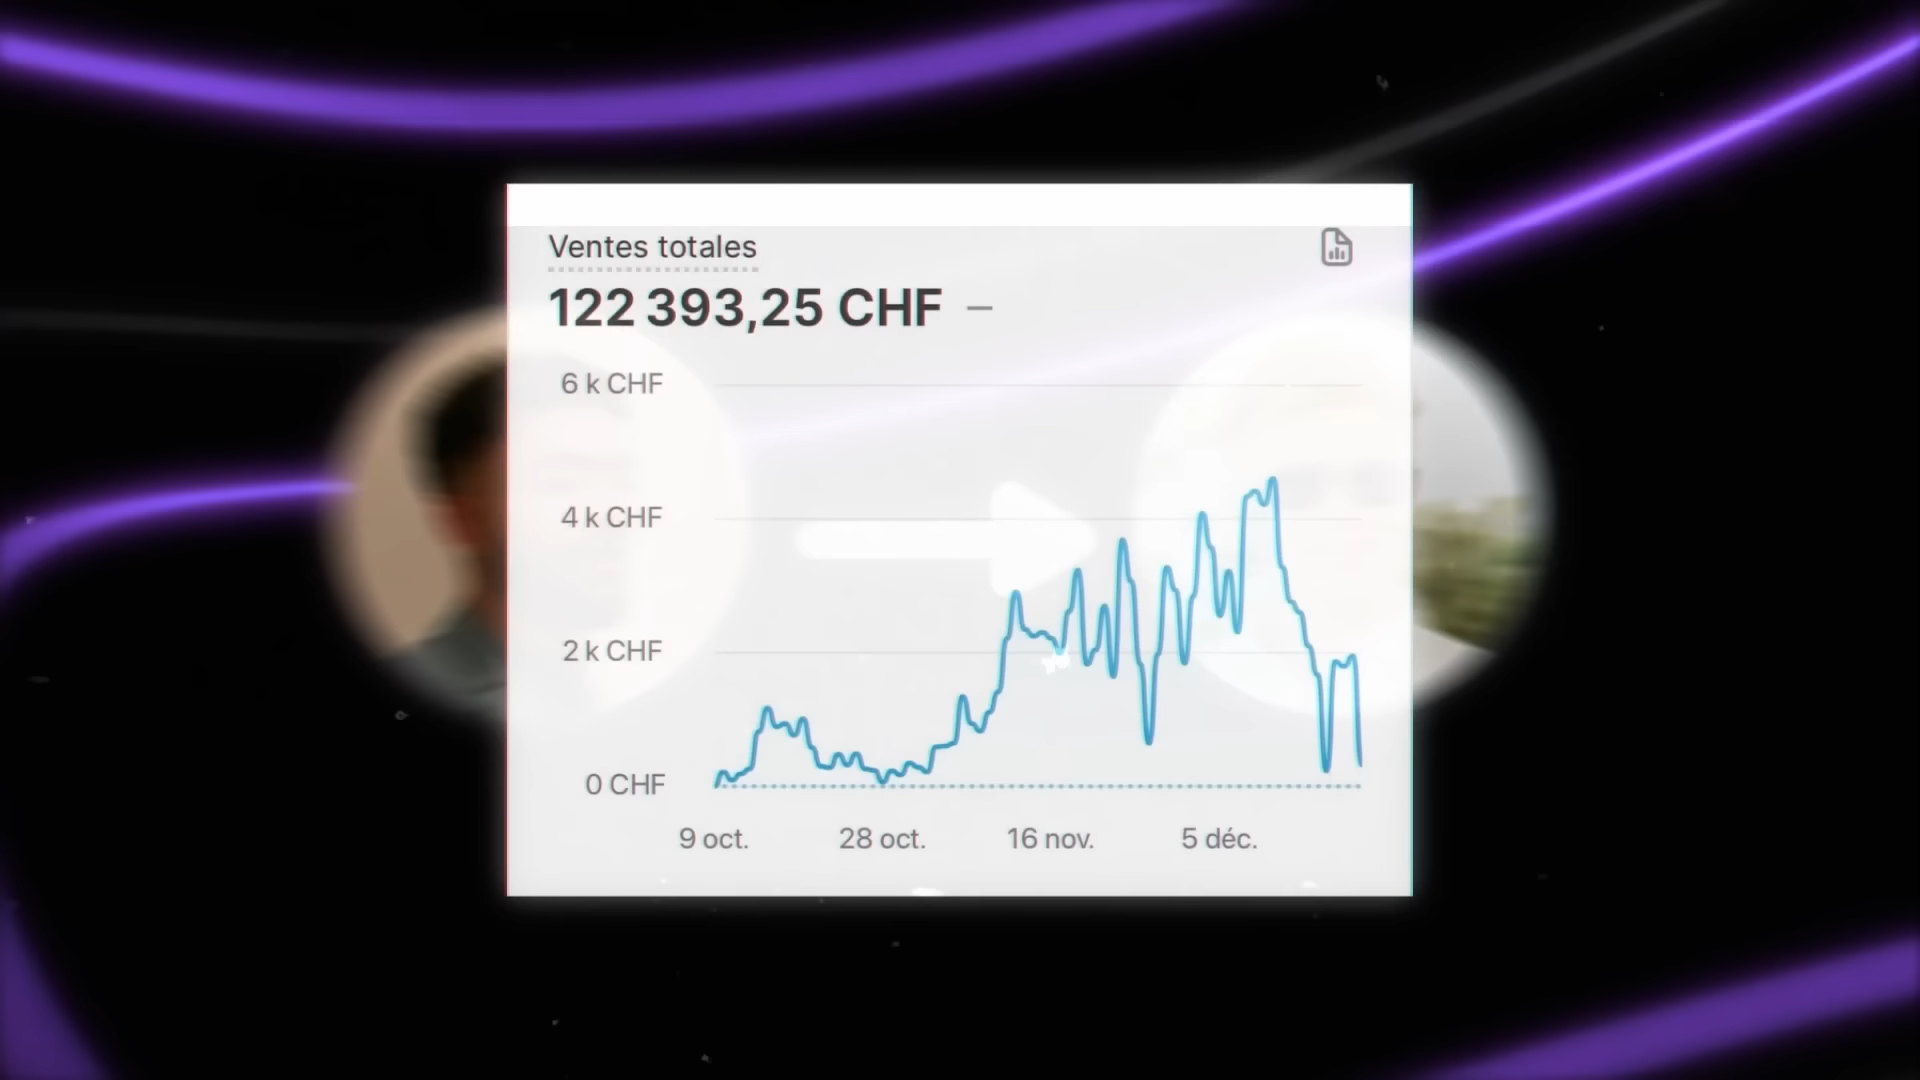 Ventes totales
122 393,25 CHF —
6 k CHF
4 k CHF
2 k CHF
0 CHF
9 oct. 28 oct. 16 nov. 5 déc.